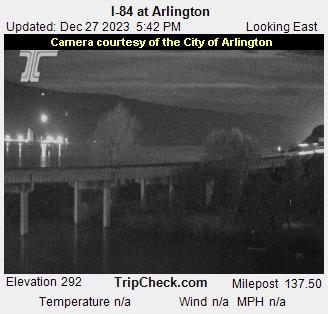 I-84 at Arlington
Updated: Dec 27 2023 5:42 PM Looking East
Camera courtesy of the City of Arlington
Elevation 292 TripCheck.com Milepost 137.50
Temperature n/a Wind n/a MPH n/a